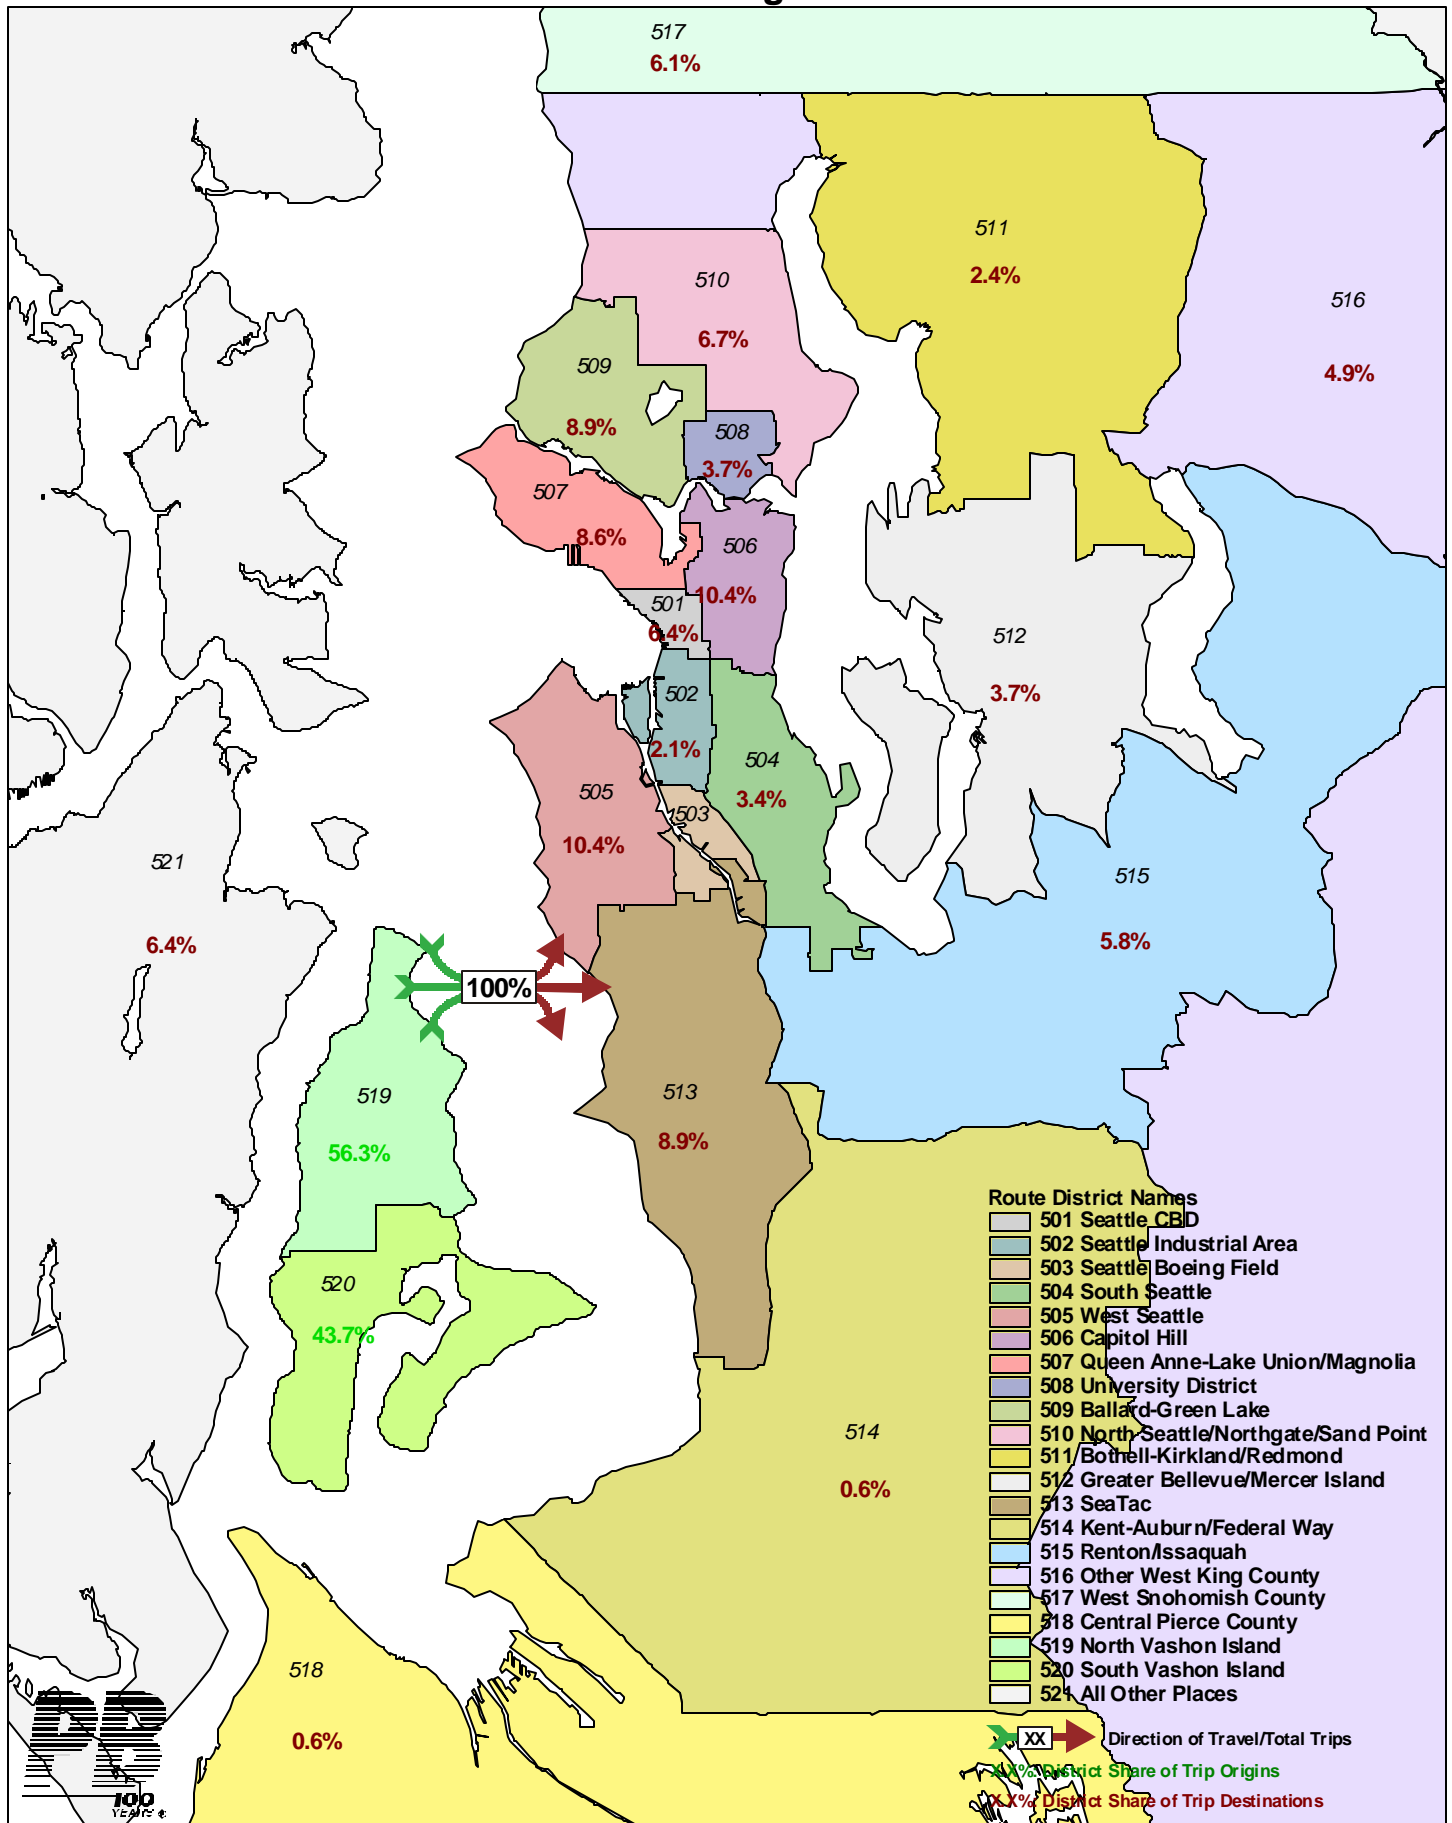 g
517
6.1%
511
2.4%
510
6.7%
516
4.9%
509
8.9%
508
3.7%
507
8.6%
506
10.4%
501
6.4%
512
3.7%
502
2.1%
504
3.4%
505
10.4%
503
521
6.4%
515
5.8%
100%
519
56.3%
513
8.9%
520
43.7%
514
0.6%
518
0.6%
Route District Names
501 Seattle CBD
502 Seattle Industrial Area
503 Seattle Boeing Field
504 South Seattle
505 West Seattle
506 Capitol Hill
507 Queen Anne-Lake Union/Magnolia
508 University District
509 Ballard-Green Lake
510 North Seattle/Northgate/Sand Point
511 Bothell-Kirkland/Redmond
512 Greater Bellevue/Mercer Island
513 SeaTac
514 Kent-Auburn/Federal Way
515 Renton/Issaquah
516 Other West King County
517 West Snohomish County
518 Central Pierce County
519 North Vashon Island
520 South Vashon Island
521 All Other Places
XX Direction of Travel/Total Trips
X.X% District Share of Trip Origins
X.X% District Share of Trip Destinations
PB
100
YEARS